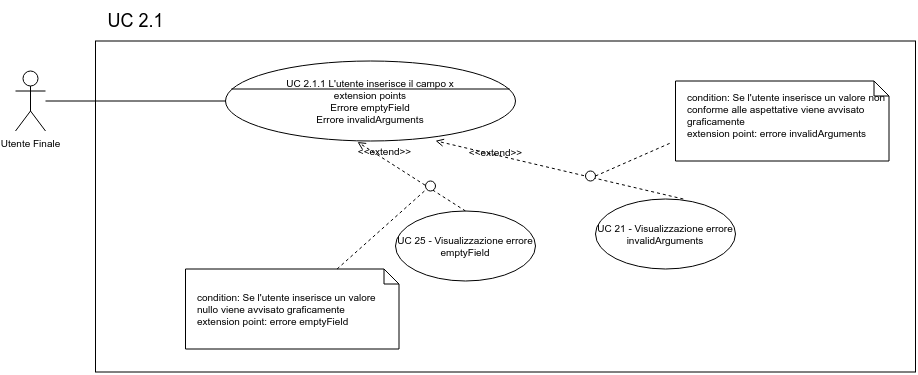 UC 2.1
UC 2.1.1 L'utente inserisce il campo x
extension points
Errore emptyField
Errore invalidArguments
condition: Se l'utente inserisce un valore non
conforme alle aspettative viene avvisato
graficamente
extension point: errore invalidArguments
Utente Finale
<<extend>>
<<extend>>
UC 25 - Visualizzazione errore
emptyField
UC 21 - Visualizzazione errore
invalidArguments
condition: Se l'utente inserisce un valore
nullo viene avvisato graficamente
extension point: errore emptyField